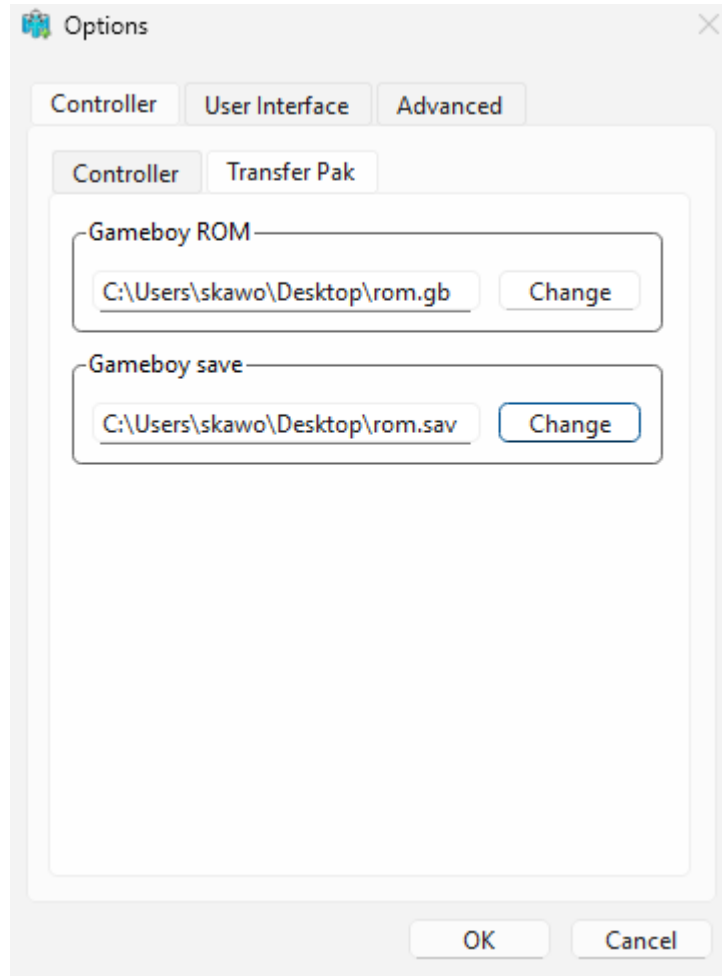 Options
Controller User Interface Advanced
Controller Transfer Pak
Gameboy ROM
C:\Users\skawo\Desktop\rom.gb Change
Gameboy save
C:\Users\skawo\Desktop\rom.sav Change
OK Cancel